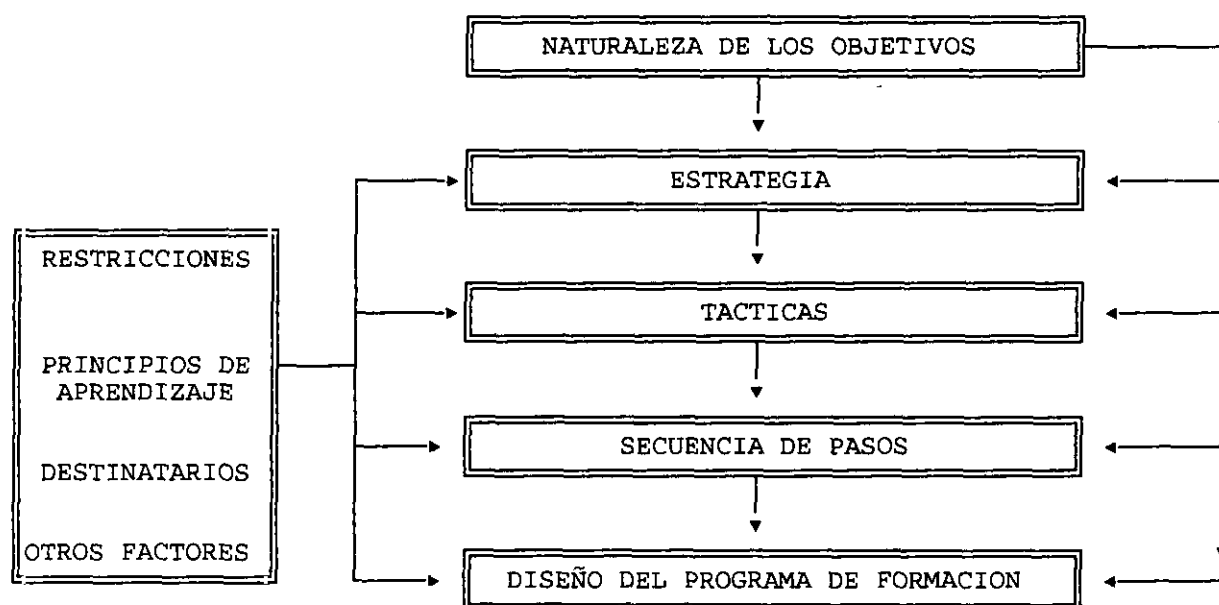 NATURALEZA DE LOS OBJETIVOS
ESTRATEGIA
RESTRICCIONES
TACTICAS
PRINCIPIOS DE
APRENDIZAJE
SECUENCIA DE PASOS
DESTINATARIOS
OTROS FACTORES
DISEÑO DEL PROGRAMA DE FORMACION